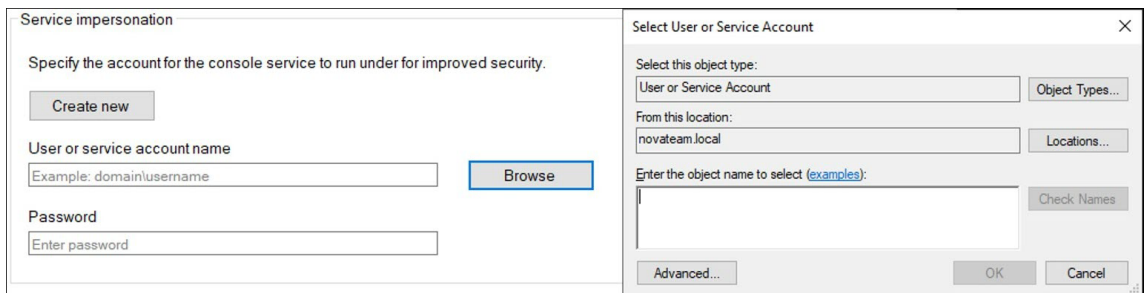 Service impersonation
Specify the account for the console service to run under for improved security.
Create new
User or service account name
Example: domain\username
Browse
Password
Enter password
Select User or Service Account
Select this object type:
User or Service Account
Object Types...
From this location:
novateam.local
Locations...
Enter the object name to select (examples):
Check Names
Advanced...
OK
Cancel